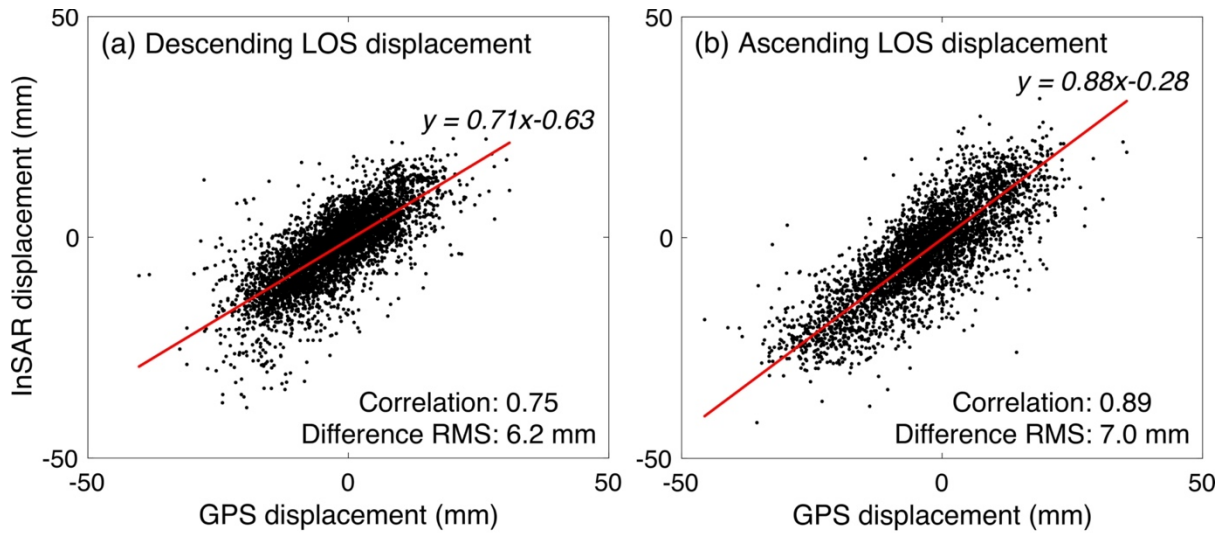 50
(a) Descending LOS displacement
y = 0.71x-0.63
InSAR displacement (mm)
0
Correlation: 0.75
Difference RMS: 6.2 mm
-50
-50 0 50
GPS displacement (mm)
50
(b) Ascending LOS displacement
y = 0.88x-0.28
0
Correlation: 0.89
Difference RMS: 7.0 mm
-50
-50 0 50
GPS displacement (mm)